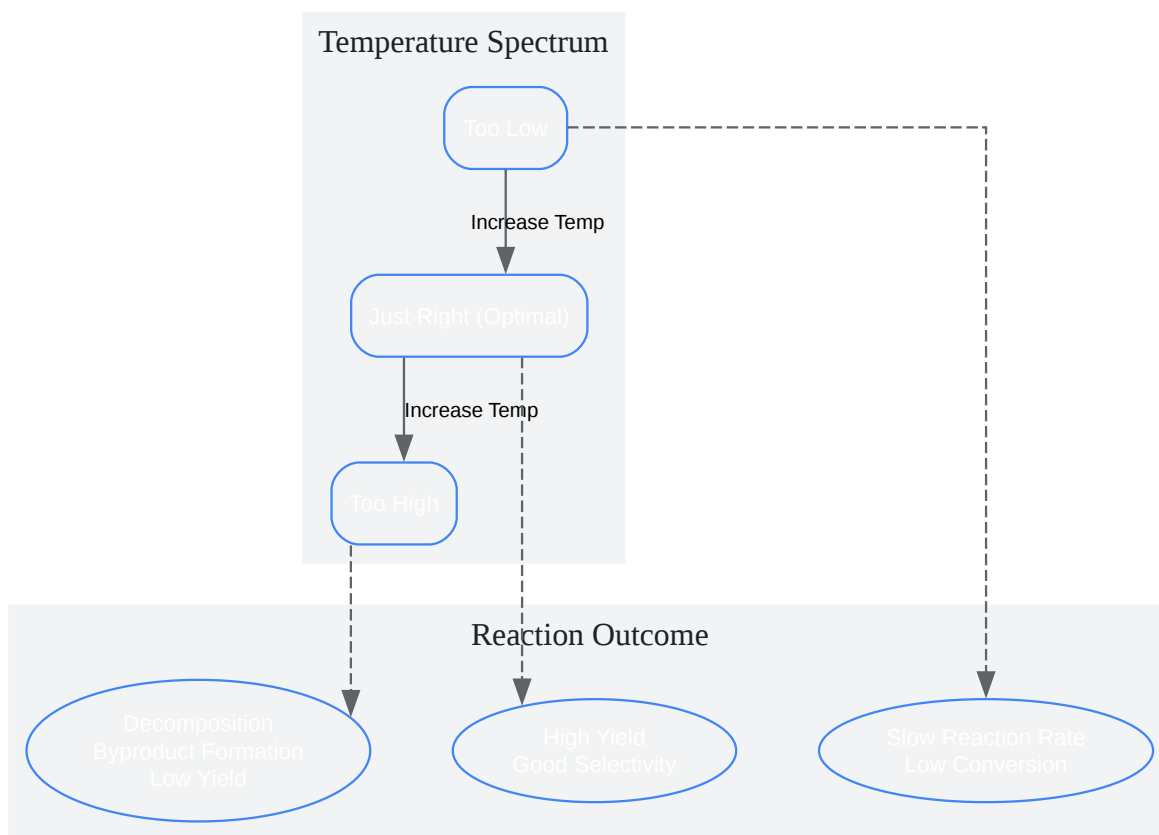 Temperature Spectrum
Too Low
Increase Temp
Just Right (Optimal)
Increase Temp
Too High
Reaction Outcome
Decomposition
Byproduct Formation
Low Yield
High Yield
Good Selectivity
Slow Reaction Rate
Low Conversion